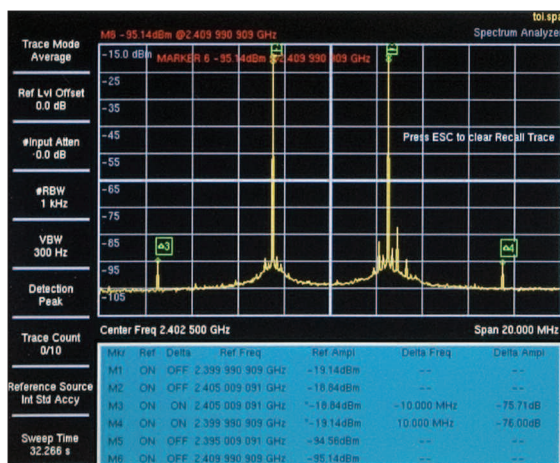 toi.spa
M6 -95.14dBm @2.409 990 909 GHz
Spectrum Analyzer
-15.0 dBm
MARKER 6 -95.14dBm @2.409 990 909 GHz
Trace Mode
Average
Ref Lvl Offset
0.0 dB
#Input Atten
0.0 dB
#RBW
1 kHz
VBW
300 Hz
Detection
Peak
Trace Count
0/10
Reference Source
Int Std Accy
Sweep Time
32.266 s
-25
-35
-45
Press ESC to clear Recall Trace
-55
-65
-75
-85
3
4
-95
-105
Center Freq 2.402 500 GHz
Span 20.000 MHz
Mkr Ref Delta Ref Freq Ref Ampl Delta Freq Delta Ampl
M1 ON OFF 2.399 990 909 GHz -19.14dBm -- --
M2 ON OFF 2.405 009 091 GHz -18.84dBm -- --
M3 ON ON 2.405 009 091 GHz *-18.84dBm -10.000 MHz -75.71dB
M4 ON ON 2.399 990 909 GHz *-19.14dBm 10.000 MHz -76.00dB
M5 ON OFF 2.395 009 091 GHz -94.56dBm -- --
M6 ON OFF 2.409 990 909 GHz -95.14dBm -- --